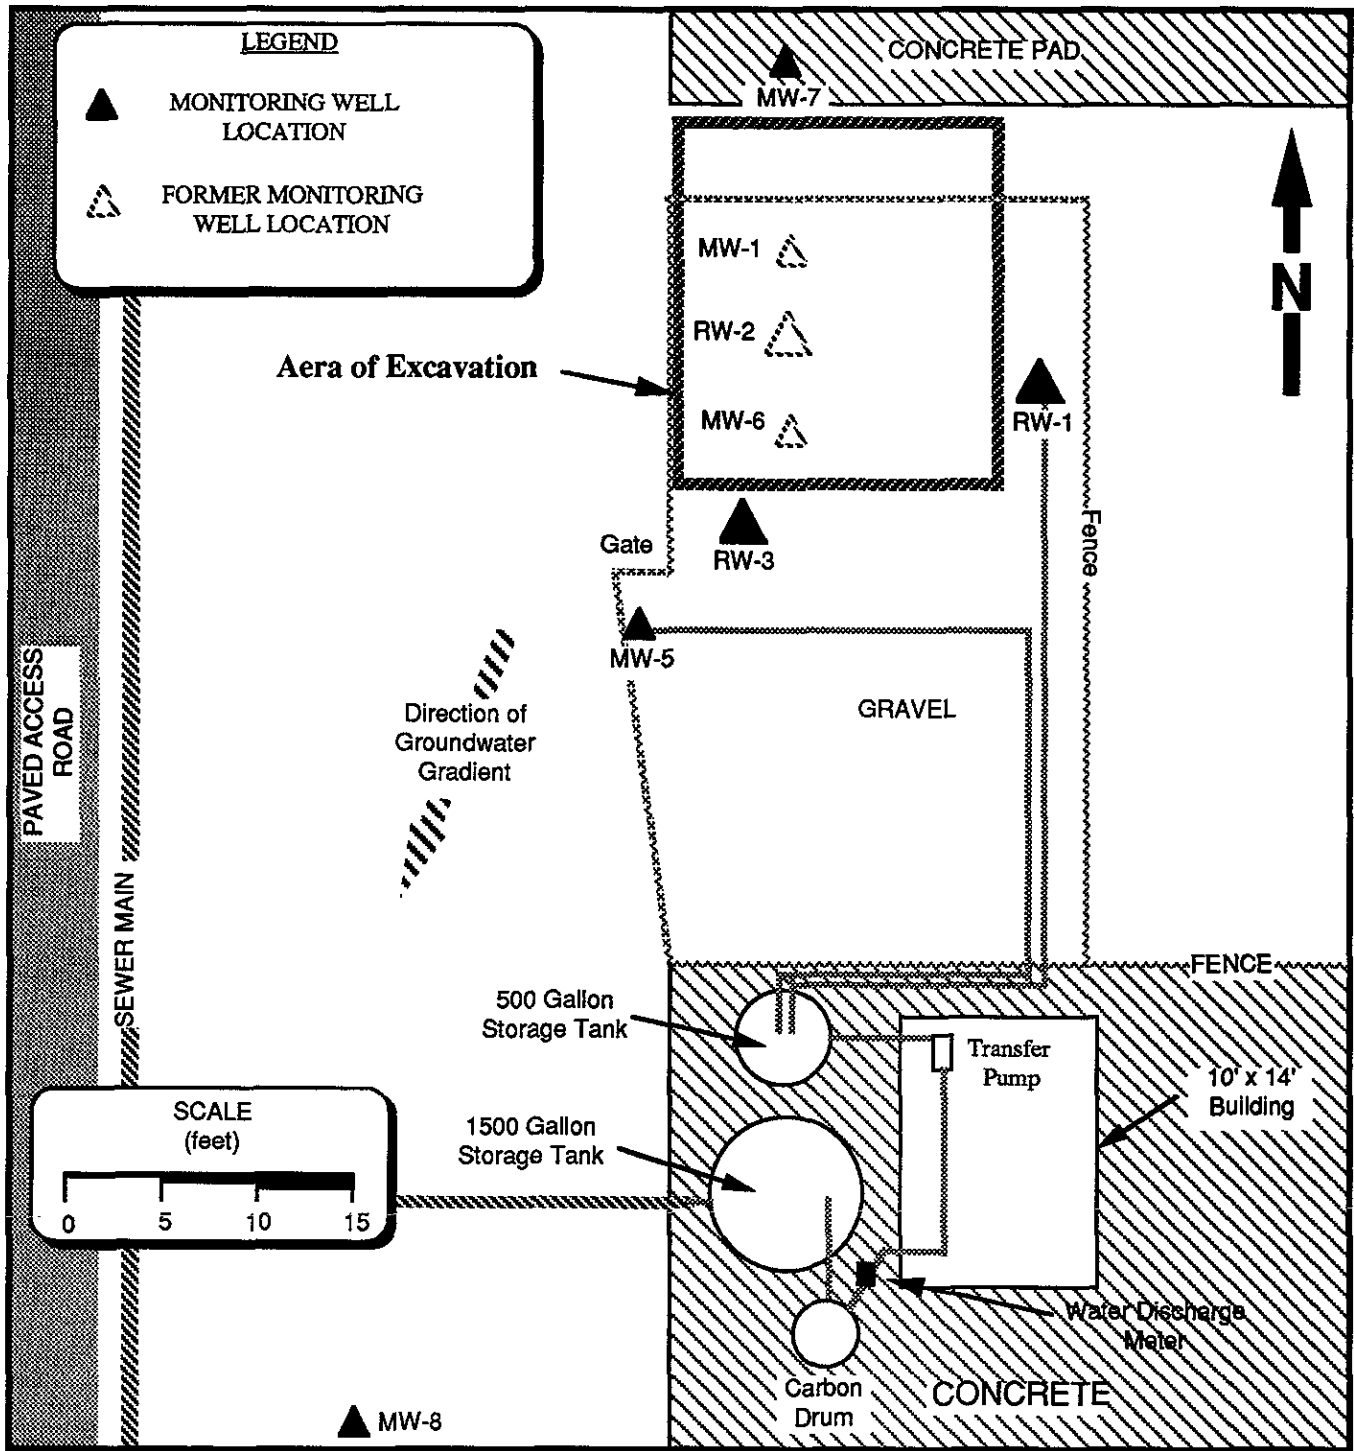 LEGEND
MONITORING WELL
LOCATION
FORMER MONITORING
WELL LOCATION
CONCRETE PAD
MW-7
N
MW-1
RW-2
Aera of Excavation
MW-6
RW-1
RW-3
Gate
Fence
MW-5
GRAVEL
Direction of
Groundwater
Gradient
PAVED ACCESS
ROAD
SEWER MAIN
FENCE
500 Gallon
Storage Tank
Transfer
Pump
10' x 14'
Building
SCALE
(feet)
0 5 10 15
1500 Gallon
Storage Tank
Water Discharge
Meter
Carbon
Drum
CONCRETE
MW-8